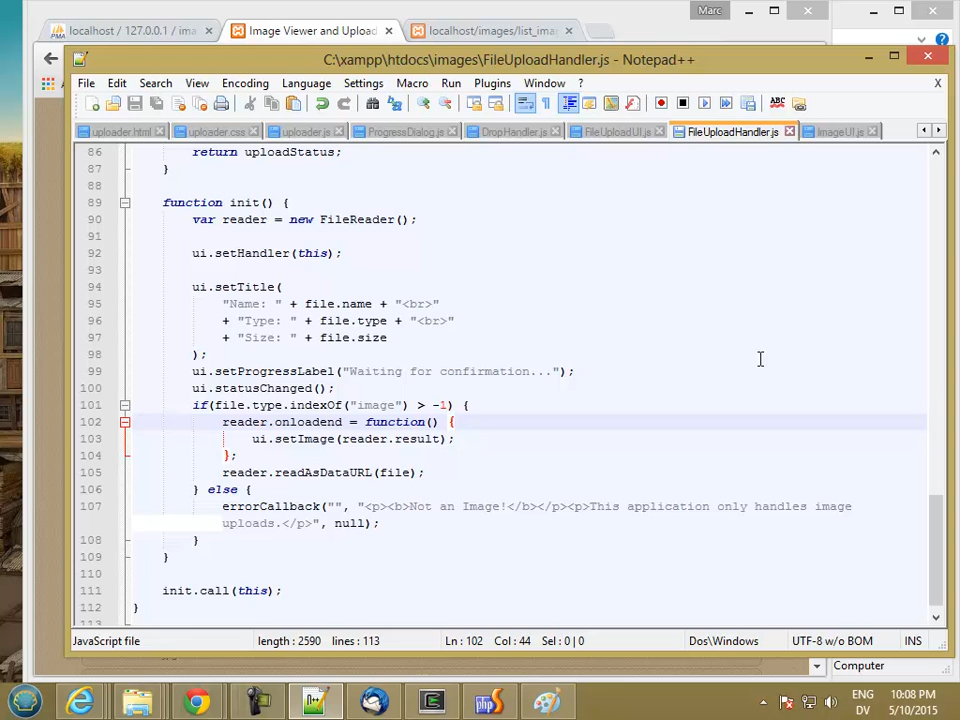 Marc
localhost / 127.0.0.1 / ima
Image Viewer and Upload
localhost/images/list_ima
C:\xampp\htdocs\images\FileUploadHandler.js - Notepad++
File Edit Search View Encoding Language Settings Macro Run Plugins Window ? X
uploader.html uploader.css uploader.js ProgressDialog.js DropHandler.js FileUploadUI.js FileUploadHandler.js ImageUI.js
86 return uploadStatus;
87 }
88
89 function init() {
90 var reader = new FileReader();
91
92 ui.setHandler(this);
93
94 ui.setTitle(
95 "Name: " + file.name + "<br>"
96 + "Type: " + file.type + "<br>"
97 + "Size: " + file.size
98 );
99 ui.setProgressLabel("Waiting for confirmation...");
100 ui.statusChanged();
101 if(file.type.indexOf("image") > -1) {
102 reader.onloadend = function() {
103 ui.setImage(reader.result);
104 };
105 reader.readAsDataURL(file);
106 } else {
107 errorCallback("", "<p><b>Not an Image!</b></p><p>This application only handles image
uploads.</p>", null);
108 }
109 }
110
111 init.call(this);
112 }
113
JavaScript file length : 2590 lines : 113 Ln : 102 Col : 44 Sel : 0 | 0 Dos\Windows UTF-8 w/o BOM INS
Computer
ENG 10:08 PM
DV 5/10/2015